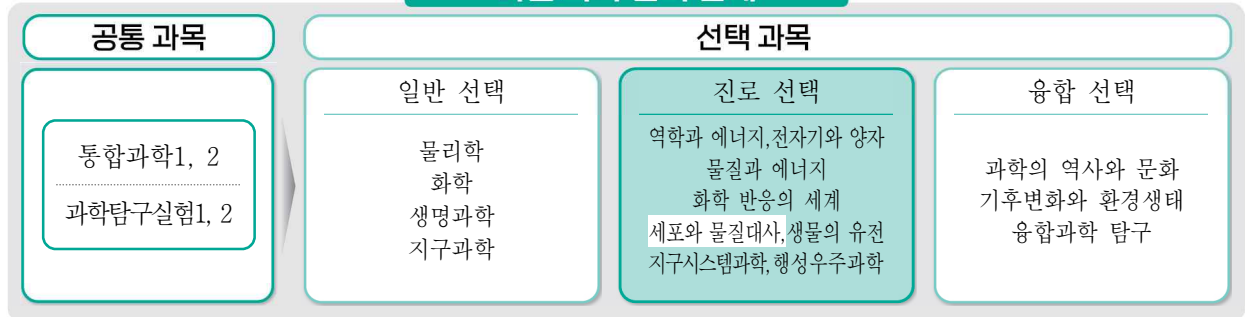 공통 과목
선택 과목
통합과학1, 2
과학탐구실험1, 2
일반 선택
물리학
화학
생명과학
지구과학
진로 선택
역학과 에너지,전자기와 양자
물질과 에너지
화학 반응의 세계
세포와 물질대사,생물의 유전
지구시스템과학,행성우주과학
융합 선택
과학의 역사와 문화
기후변화와 환경생태
융합과학 탐구